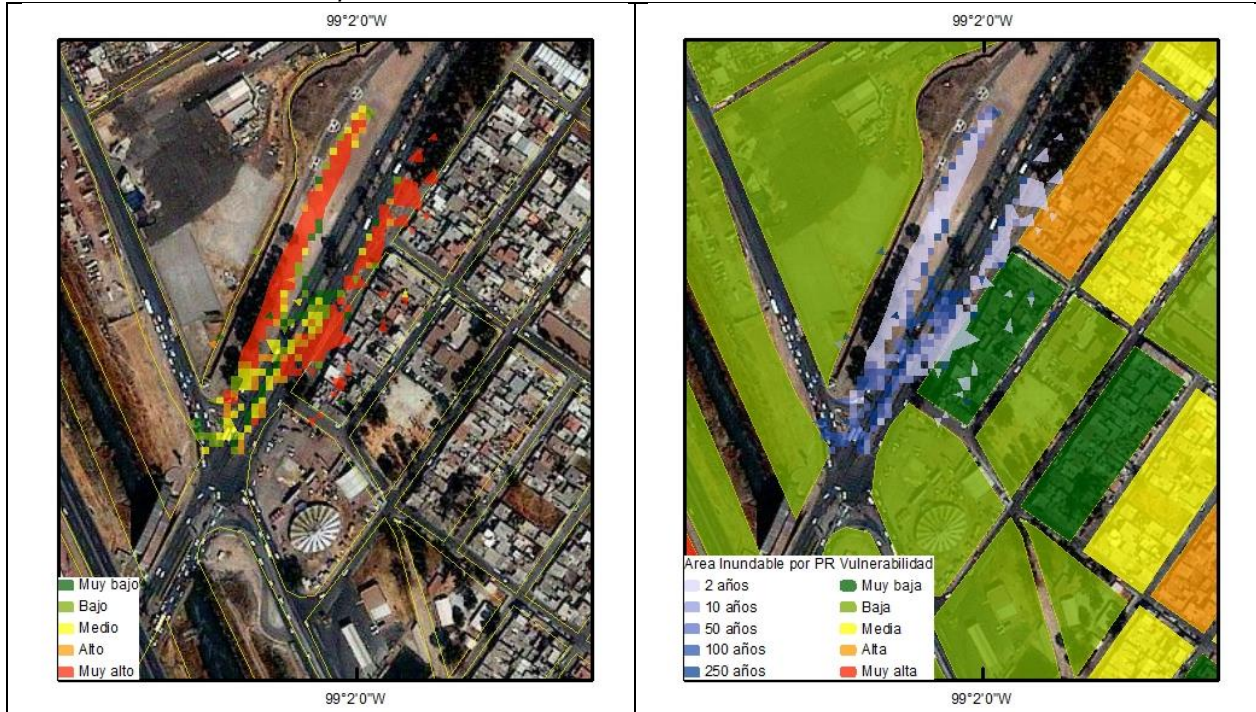 99°2'0"W
Muy bajo
Bajo
Medio
Alto
Muy alto
99°2'0"W
99°2'0"W
Area Inundable por PR Vulnerabilidad
2 años Muy baja
10 años Baja
50 años Media
100 años Alta
250 años Muy alta
99°2'0"W